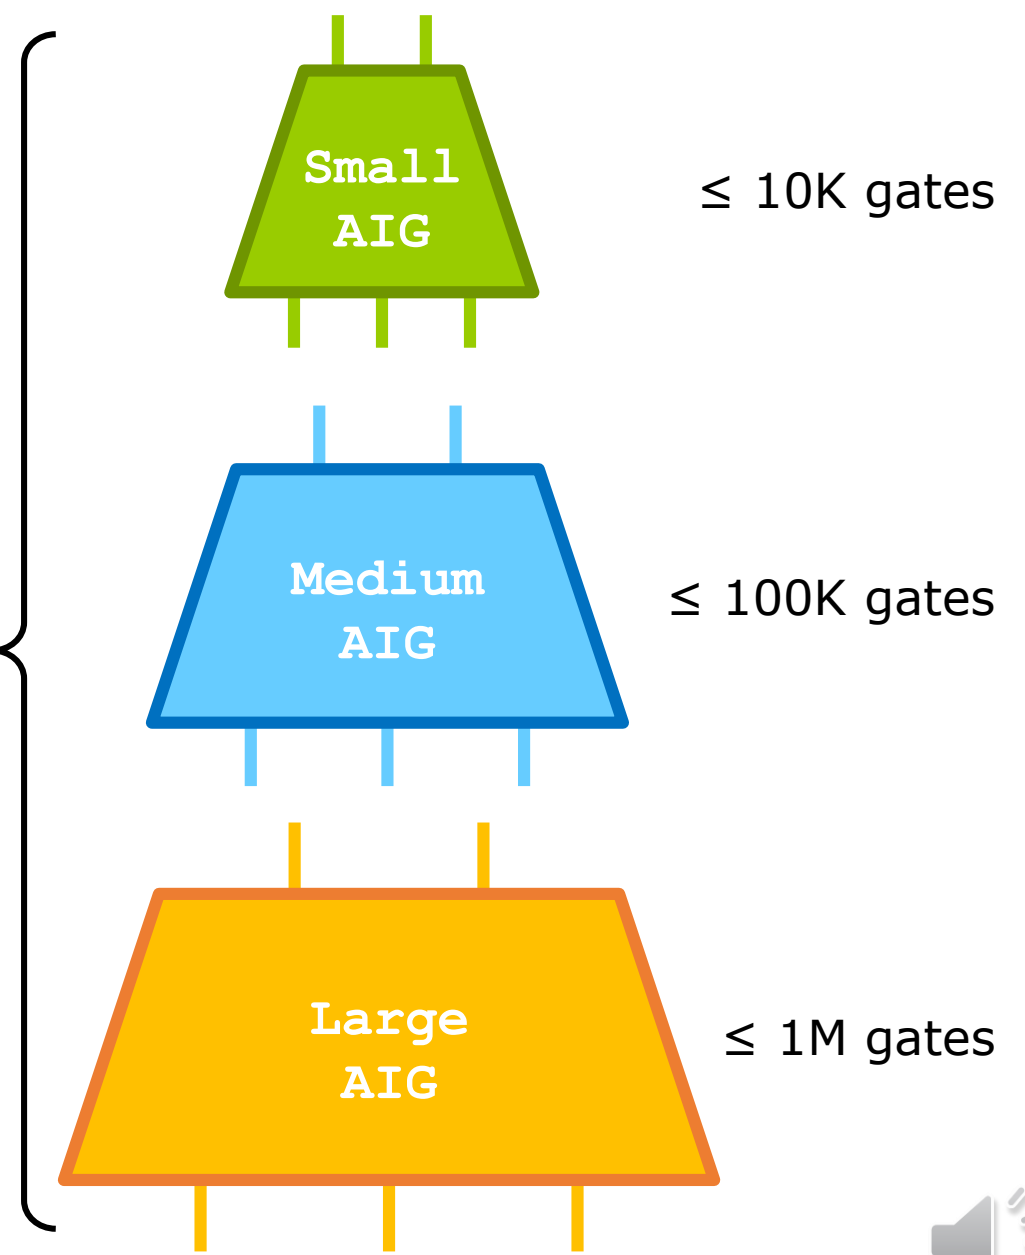 Small
AIG
≤ 10K gates
Medium
AIG
≤ 100K gates
Large
AIG
≤ 1M gates